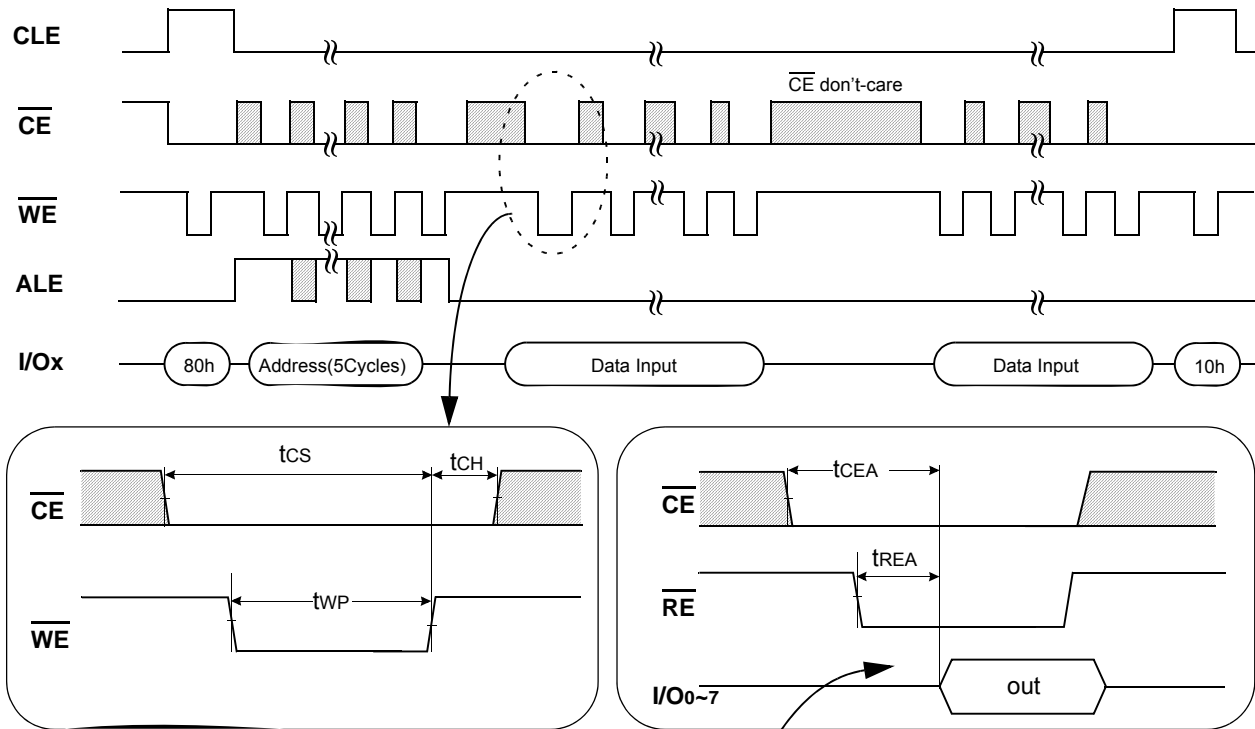 CLE
CE don't-care
CE
WE
ALE
I/Ox
80h
Address(5Cycles)
Data Input
Data Input
10h
tCS
tCH
CE
tWP
WE
tCEA
CE
tREA
RE
I/O0~7
out